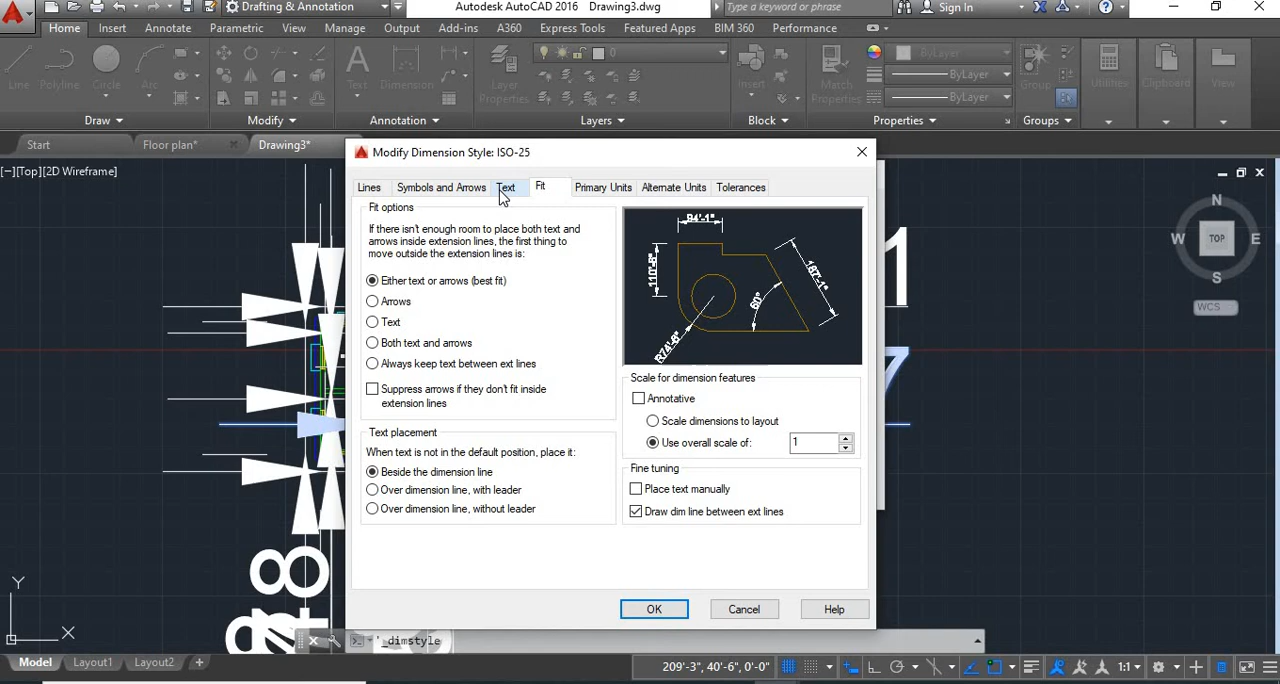 Drafting & Annotation
Autodesk AutoCAD 2016 Drawing3.dwg
Type a keyword or phrase
Sign In
Home Insert Annotate Parametric View Manage Output Add-ins A360 Express Tools Featured Apps BIM 360 Performance
Line Polyline Circle Arc
Text Dimension
Layer Properties
0
Insert
Match Properties
ByLayer
ByLayer
ByLayer
Group
Utilities
Clipboard
View
Draw Modify Annotation Layers Block Properties Groups
Start Floor plan* Drawing3*
[−][Top][2D Wireframe]
Modify Dimension Style: ISO-25
Lines Symbols and Arrows Text Fit Primary Units Alternate Units Tolerances
Fit options
If there isn't enough room to place both text and
arrows inside extension lines, the first thing to
move outside the extension lines is:
Either text or arrows (best fit)
Arrows
Text
Both text and arrows
Always keep text between ext lines
Suppress arrows if they don't fit inside
extension lines
Text placement
When text is not in the default position, place it:
Beside the dimension line
Over dimension line, with leader
Over dimension line, without leader
60°
187'-1"
Scale for dimension features
Annotative
Scale dimensions to layout
Use overall scale of: 1
Fine tuning
Place text manually
Draw dim line between ext lines
OK Cancel Help
N
W TOP E
S
WCS
1
7
8
Y
X
'_dimstyle
Model Layout1 Layout2 +
209'-3", 40'-6", 0'-0"
1:1